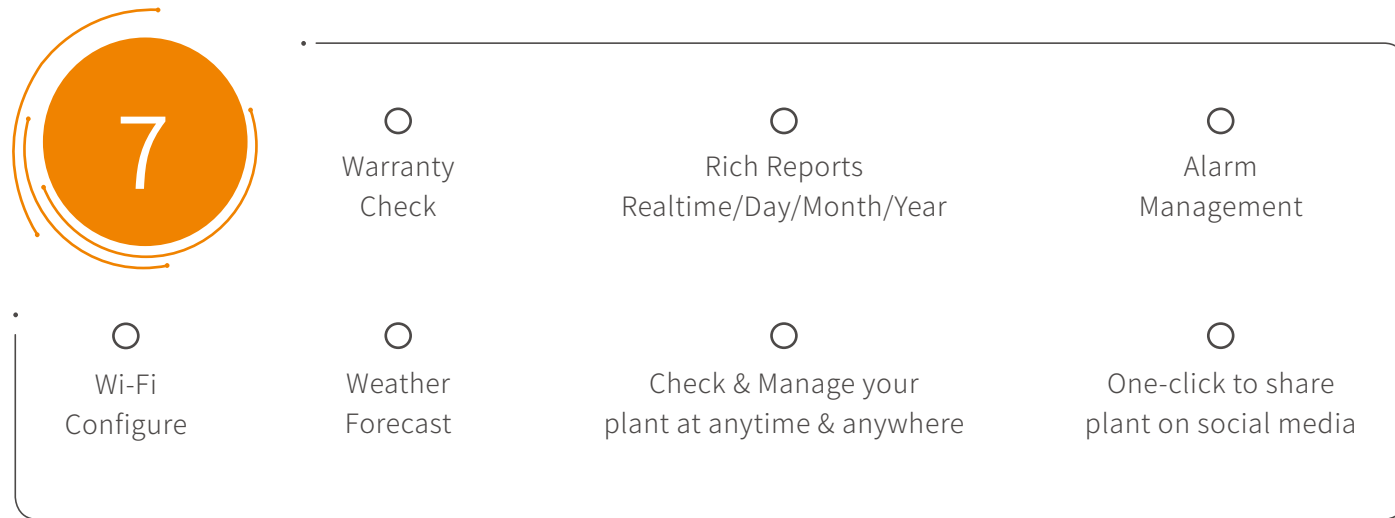 7
Warranty
Check
Rich Reports
Realtime/Day/Month/Year
Alarm
Management
Wi-Fi
Configure
Weather
Forecast
Check & Manage your
plant at anytime & anywhere
One-click to share
plant on social media